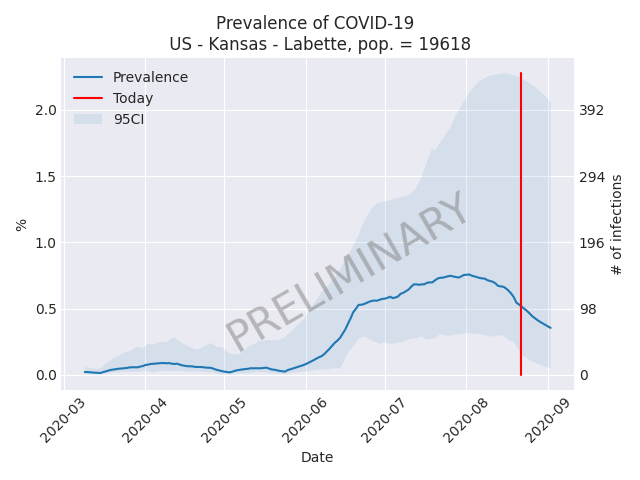 Prevalence of COVID-19
US - Kansas - Labette, pop. = 19618
Prevalence
Today
95CI
PRELIMINARY
%
2.0
1.5
1.0
0.5
0.0
392
294
196
98
0
# of infections
2020-03
2020-04
2020-05
2020-06
2020-07
2020-08
2020-09
Date